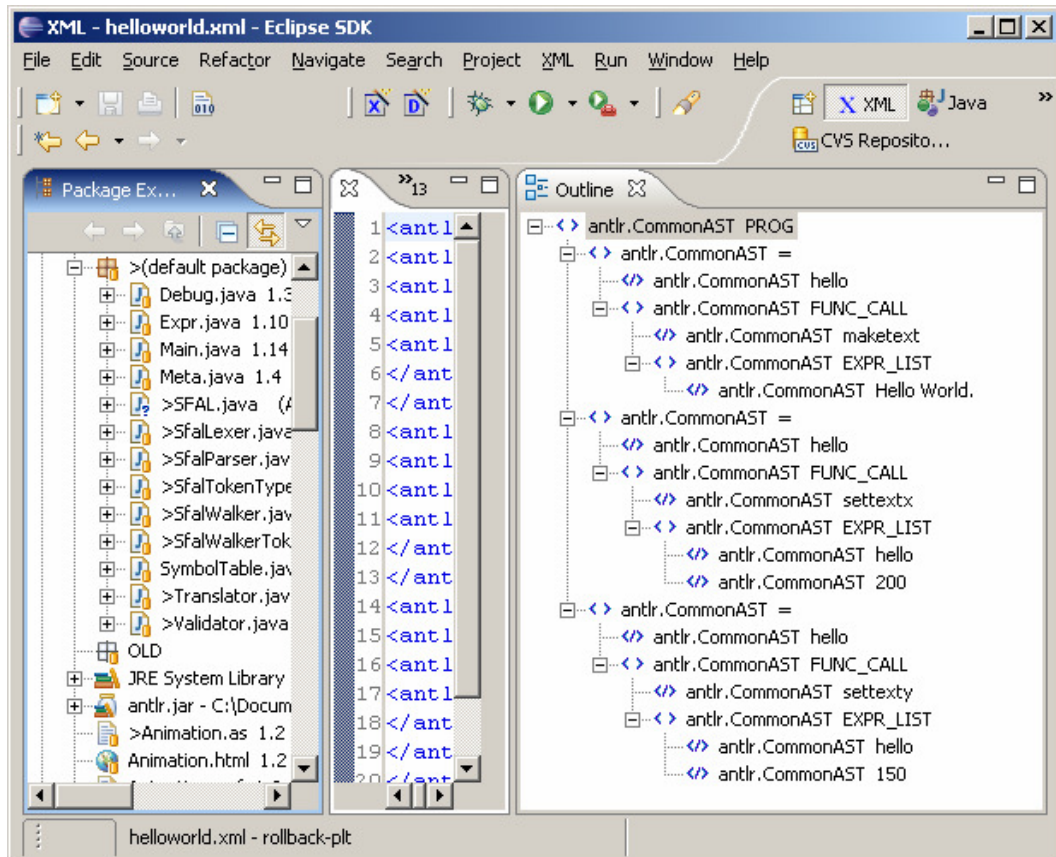 XML - helloworld.xml - Eclipse SDK
File Edit Source Refactor Navigate Search Project XML Run Window Help
010 X D X XML J Java »
CVS CVS Reposito...
Package Ex...
>(default package)
Debug.java 1.3
Expr.java 1.10
Main.java 1.14
Meta.java 1.4
>SFAL.java (A
>SfalLexer.java
>SfalParser.jav
>SfalTokenType
>SfalWalker.jav
>SfalWalkerTok
SymbolTable.jav
>Translator.jav
>Validator.java
OLD
JRE System Library
antlr.jar - C:\Docum
>Animation.as 1.2
Animation.html 1.2
»13
1 <antl
2 <antl
3 <antl
4 <antl
5 <antl
6 </ant
7 </ant
8 <antl
9 <antl
10 <antl
11 <antl
12 </ant
13 </ant
14 <antl
15 <antl
16 <antl
17 <antl
18 </ant
19 </ant
20 </ant
Outline
antlr.CommonAST PROG
antlr.CommonAST =
antlr.CommonAST hello
antlr.CommonAST FUNC_CALL
antlr.CommonAST maketext
antlr.CommonAST EXPR_LIST
antlr.CommonAST Hello World.
antlr.CommonAST =
antlr.CommonAST hello
antlr.CommonAST FUNC_CALL
antlr.CommonAST settextx
antlr.CommonAST EXPR_LIST
antlr.CommonAST hello
antlr.CommonAST 200
antlr.CommonAST =
antlr.CommonAST hello
antlr.CommonAST FUNC_CALL
antlr.CommonAST settexty
antlr.CommonAST EXPR_LIST
antlr.CommonAST hello
antlr.CommonAST 150
helloworld.xml - rollback-plt